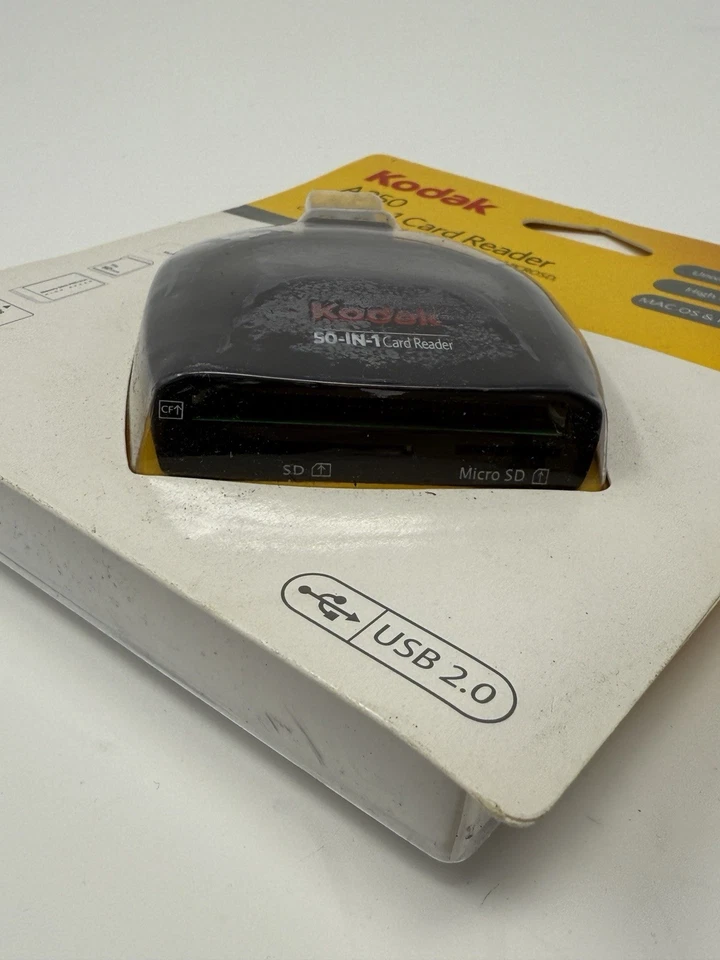 Kodak
Card Reader
MAC OS &
Kodak
50-IN-1 Card Reader
CF
SD
Micro SD
USB 2.0